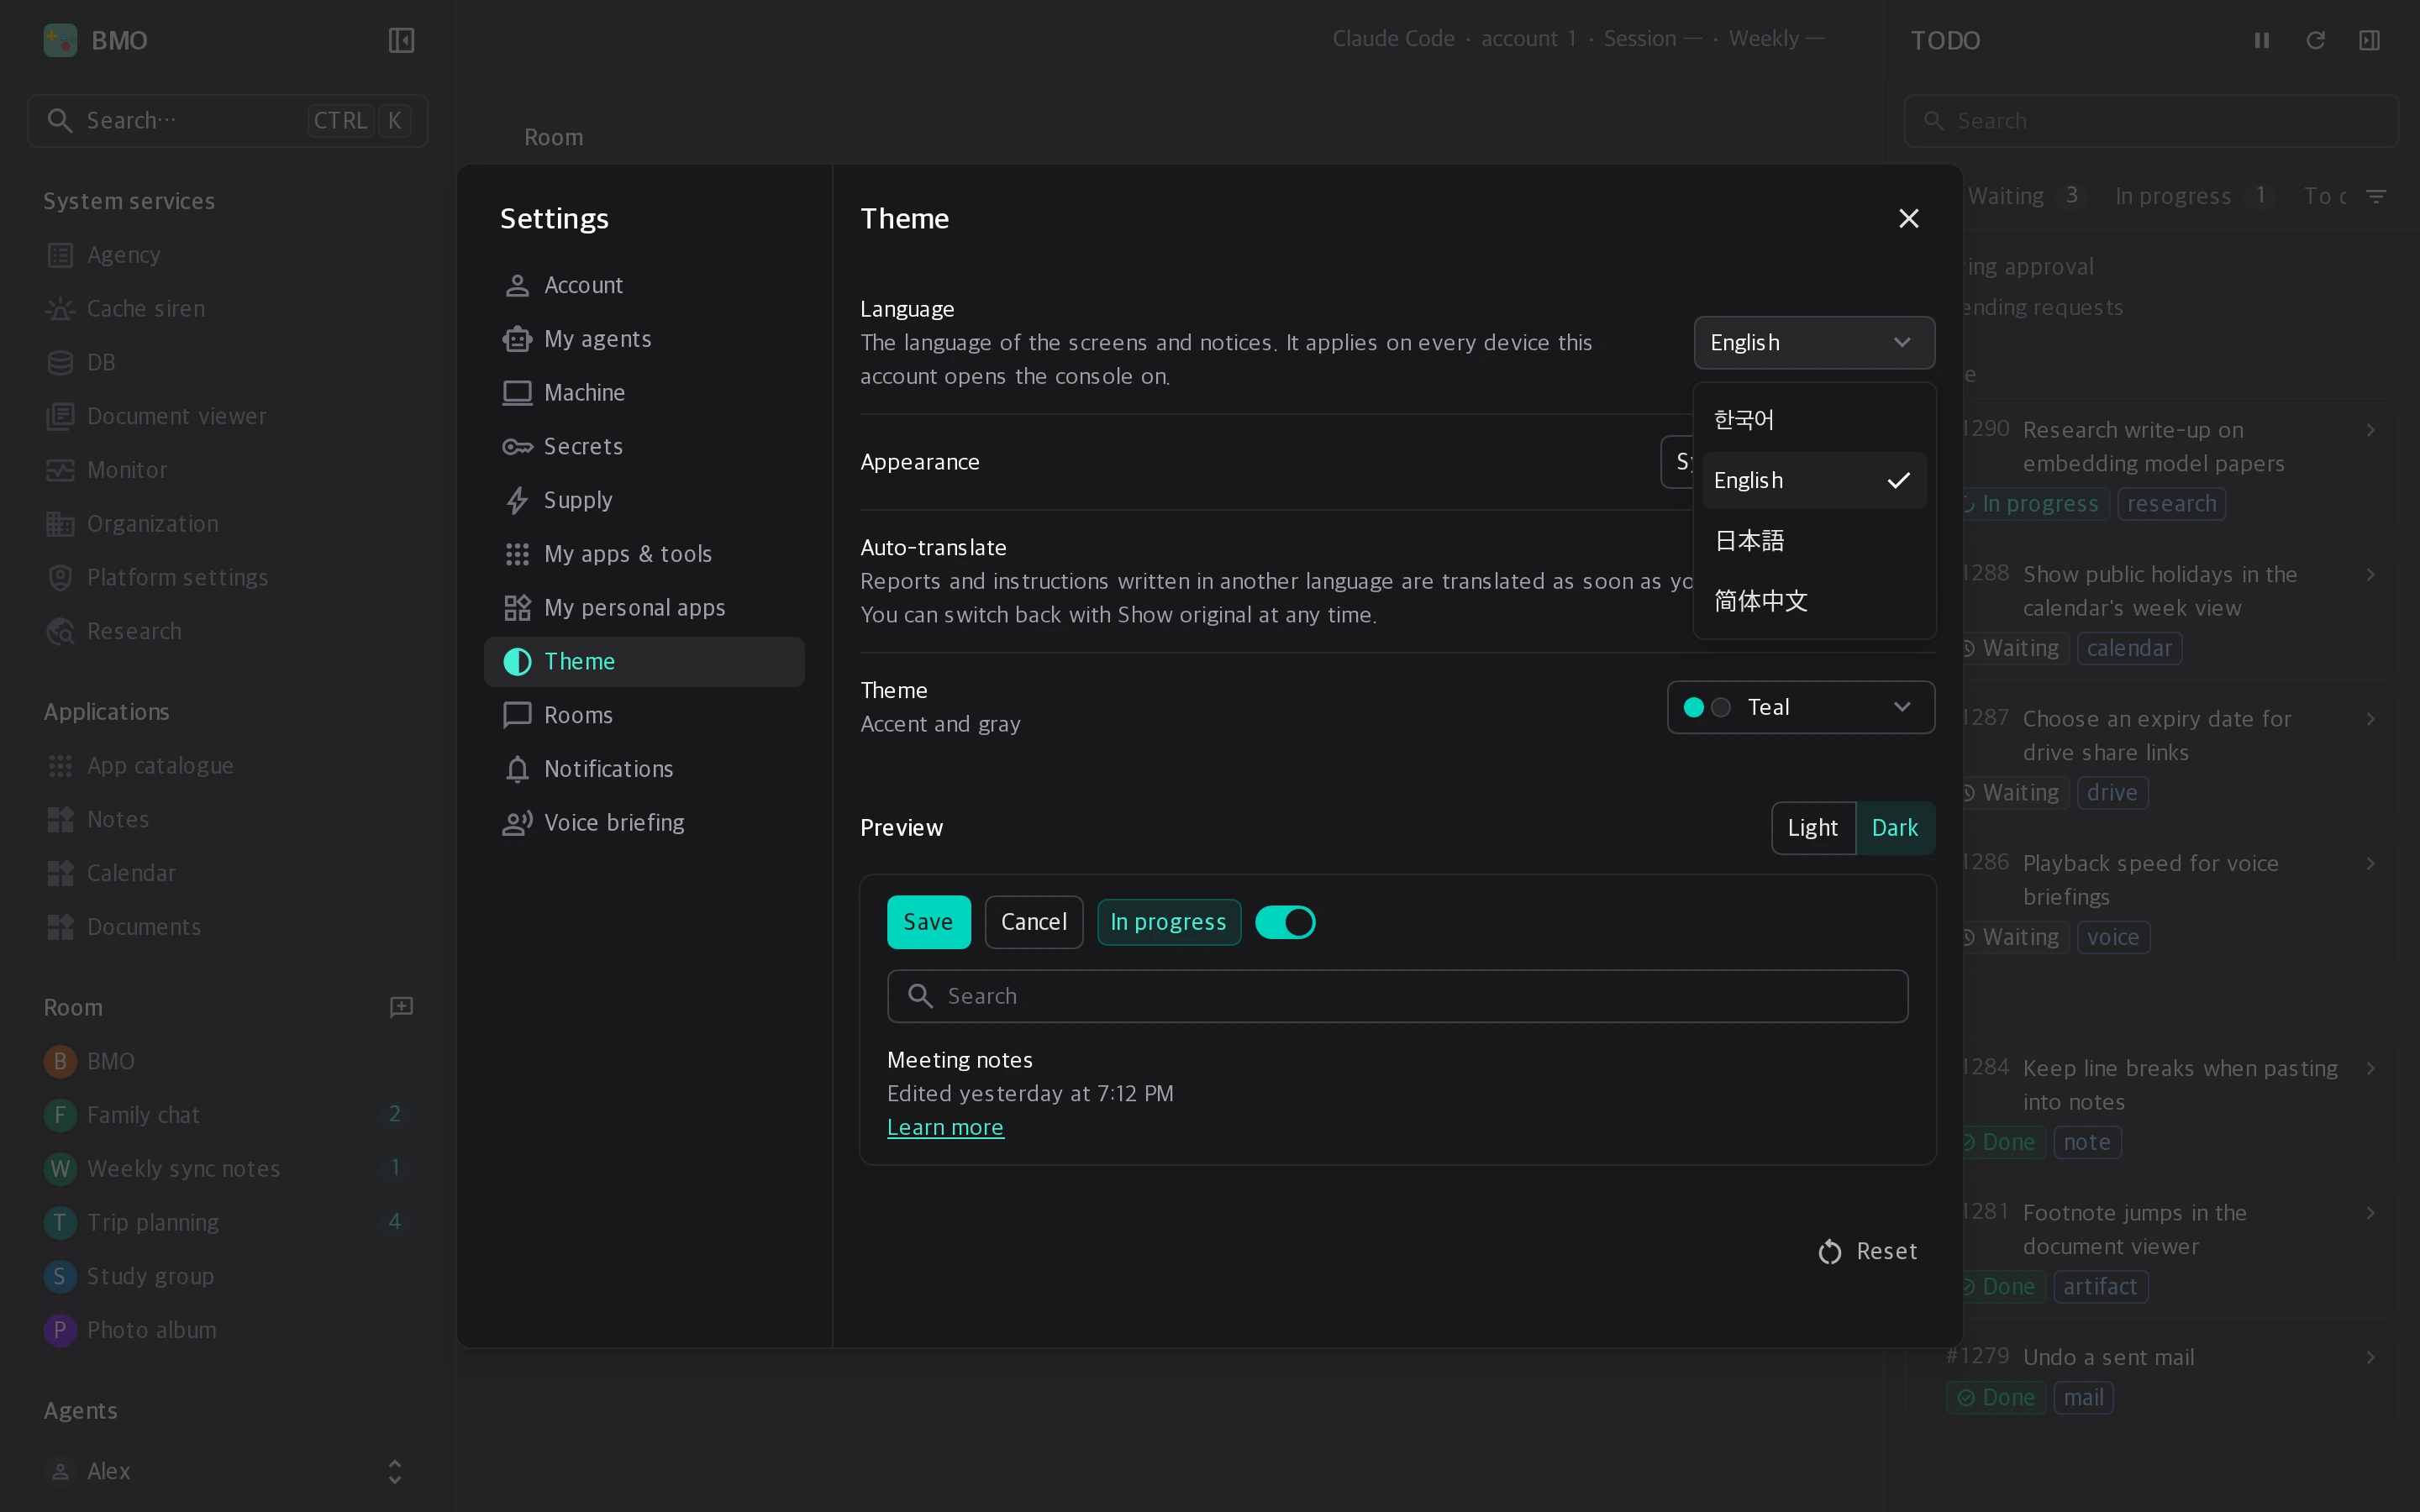 BMO
Search…
CTRL K
System services
Agency
Cache siren
DB
Document viewer
Monitor
Organization
Platform settings
Research
Applications
App catalogue
Notes
Calendar
Documents
Room
B BMO
F Family chat 2
W Weekly sync notes 1
T Trip planning 4
S Study group
P Photo album
Agents
Alex
Claude Code · account 1 · Session — · Weekly —
Room
Settings
Account
My agents
Machine
Secrets
Supply
My apps & tools
My personal apps
Theme
Rooms
Notifications
Voice briefing
Theme
Language
The language of the screens and notices. It applies on every device this
account opens the console on.
English
한국어
English
日本語
简体中文
Appearance
Auto-translate
Reports and instructions written in another language are translated as soon as
You can switch back with Show original at any time.
Theme
Accent and gray
Teal
Preview
Light
Dark
Save
Cancel
In progress
Search
Meeting notes
Edited yesterday at 7:12 PM
Learn more
Reset
TODO
Search
Waiting 3
In progress 1
To
approval
requests
1290 Research write-up on
embedding model papers
In progress research
1288 Show public holidays in the
calendar's week view
Waiting calendar
1287 Choose an expiry date for
drive share links
Waiting drive
1286 Playback speed for voice
briefings
Waiting voice
1284 Keep line breaks when pasting
into notes
Done note
1281 Footnote jumps in the
document viewer
Done artifact
#1279 Undo a sent mail
Done mail